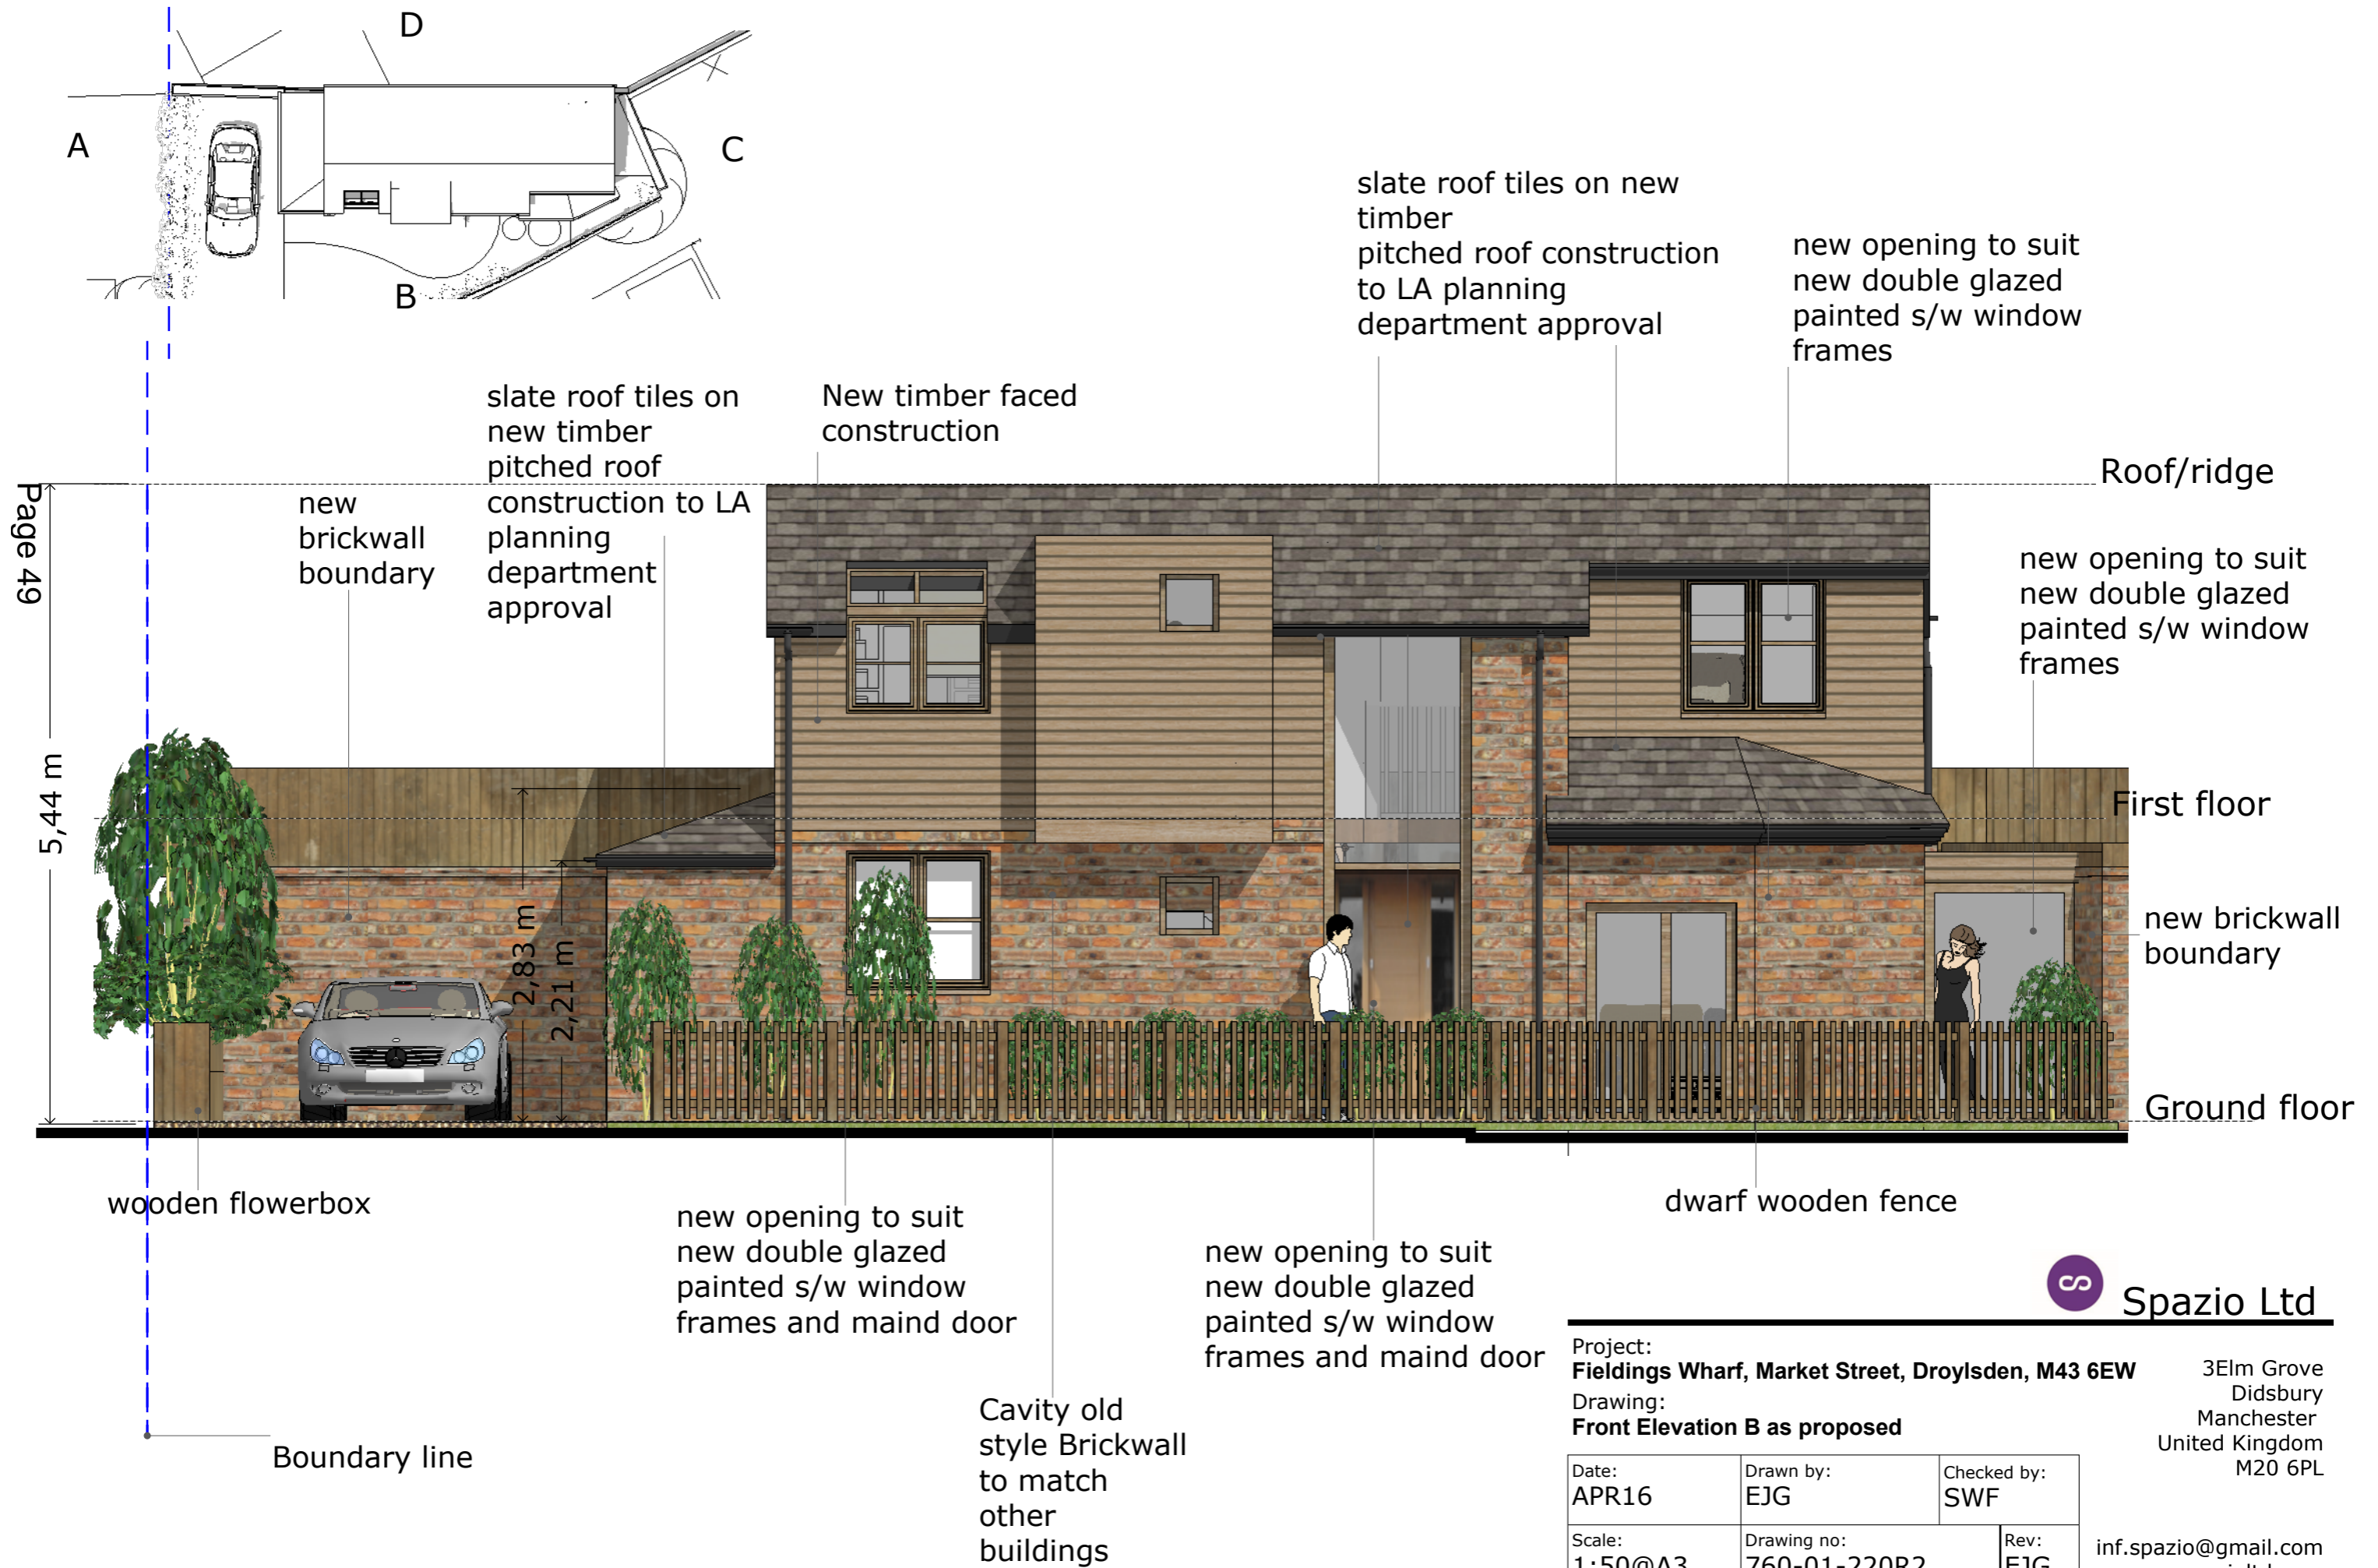 D
A
C
B
slate roof tiles on new
timber
pitched roof construction
to LA planning
department approval
new opening to suit
new double glazed
painted s/w window
frames
slate roof tiles on
new timber
pitched roof
construction to LA
planning
department
approval
New timber faced
construction
new
brickwall
boundary
Page 49
Roof/ridge
new opening to suit
new double glazed
painted s/w window
frames
5,44 m
First floor
2,83 m
2,21 m
new brickwall
boundary
Ground floor
wooden flowerbox
new opening to suit
new double glazed
painted s/w window
frames and maind door
new opening to suit
new double glazed
painted s/w window
frames and maind door
dwarf wooden fence
Cavity old
style Brickwall
to match
other
buildings
Boundary line
Spazio Ltd
Project:
Fieldings Wharf, Market Street, Droylsden, M43 6EW
Drawing:
Front Elevation B as proposed
3Elm Grove
Didsbury
Manchester
United Kingdom
M20 6PL
Date:
APR16
Drawn by:
EJG
Checked by:
SWF
Scale:
1:50@A3
Drawing no:
760-01-220R2
Rev:
EJG
inf.spazio@gmail.com